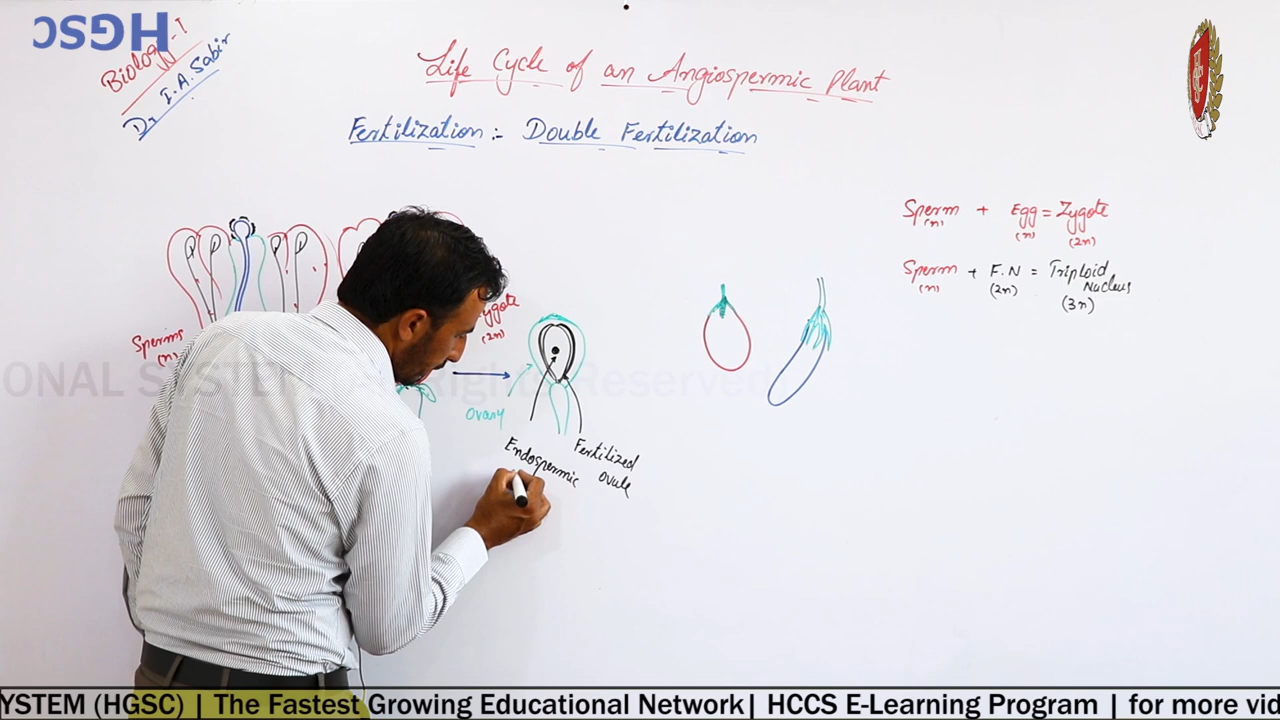 HGSC
Biology-I
Dr I.A. Sabir
Life Cycle of an Angiospermic Plant
Fertilization:- Double Fertilization
Sperm + Egg = Zygote
(n) (n) (2n)
Sperm + F.N = Triploid Nucleus
(n) (2n) (3n)
Sperms
(n)
Zygote
(2n)
Ovary
Endospermic
Fertilized
Ovule
ONAL SYSTEM Rights Reserved
YSTEM (HGSC) | The Fastest Growing Educational Network| HCCS E-Learning Program | for more vid